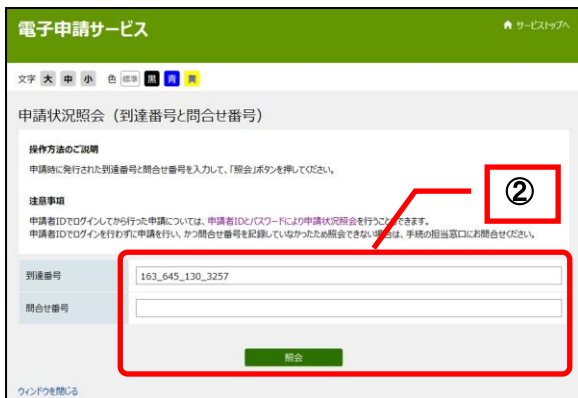 電子申請サービス
サービストップへ
文字 大 中 小 色 標準 黒 青 黄
申請状況照会（到達番号と問合せ番号）
操作方法のご説明
申請時に発行された到達番号と問合せ番号を入力して、「照会」ボタンを押してください。
②
注意事項
申請者IDでログインしてから行った申請については、申請者IDとパスワードにより申請状況照会を行うことができます。
申請者IDでログインを行わずに申請を行い、かつ問合せ番号を記録していなかったため照会できない場合は、手続の担当窓口にお問合せください。
到達番号 163_645_130_3257
問合せ番号
照会
ウィンドウを閉じる